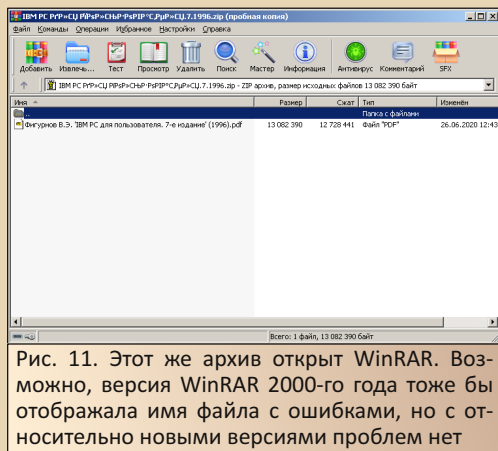 IBM PC РґР»СЏ РїРѕР»СЊР·РѕРІР°С‚РµР»СЏ.7.1996.zip (пробная копия)
Файл Команды Операции Избранное Настройки Справка
Добавить Извлечь... Тест Просмотр Удалить Поиск Мастер Информация Антивирус Комментарий SFX
IBM PC РґР»СЏ РїРѕР»СЊР·РѕРІР°С‚РµР»СЏ.7.1996.zip - ZIP архив, размер исходных файлов 13 082 390 байт
Имя Размер Сжат Тип Изменён
.. Папка с файлами
Фигурнов В.Э. 'IBM PC для пользователя. 7-е издание' (1996).pdf 13 082 390 12 728 441 Файл "PDF" 26.06.2020 12:43
Всего: 1 файл, 13 082 390 байт
Рис. 11. Этот же архив открыт WinRAR. Воз-
можно, версия WinRAR 2000-го года тоже бы
отображала имя файла с ошибками, но с от-
носительно новыми версиями проблем нет